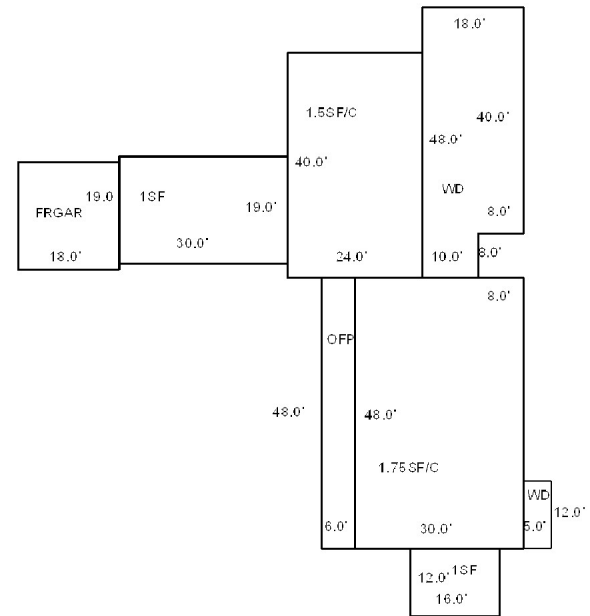 18.0'
1.5SF/C
40.0'
48.0'
40.0'
19.0
1SF
19.0'
WD
FRGAR
8.0'
30.0'
18.0'
24.0'
10.0'
8.0'
8.0'
OFP
48.0'
48.0'
1.75SF/C
WD
12.0'
6.0'
30.0'
5.0'
12.0'
1SF
16.0'